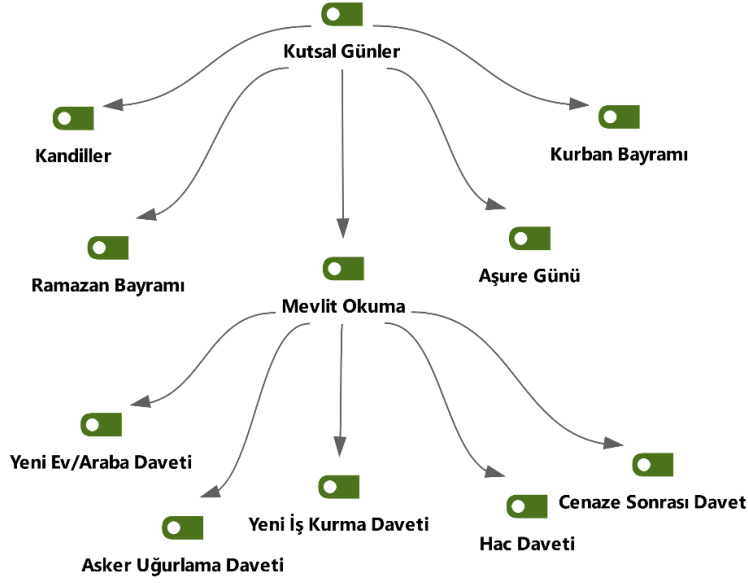 Kutsal Günler
Kandiller
Kurban Bayramı
Ramazan Bayramı
Aşure Günü
Mevlit Okuma
Yeni Ev/Araba Daveti
Cenaze Sonrası Davet
Yeni İş Kurma Daveti
Hac Daveti
Asker Uğurlama Daveti